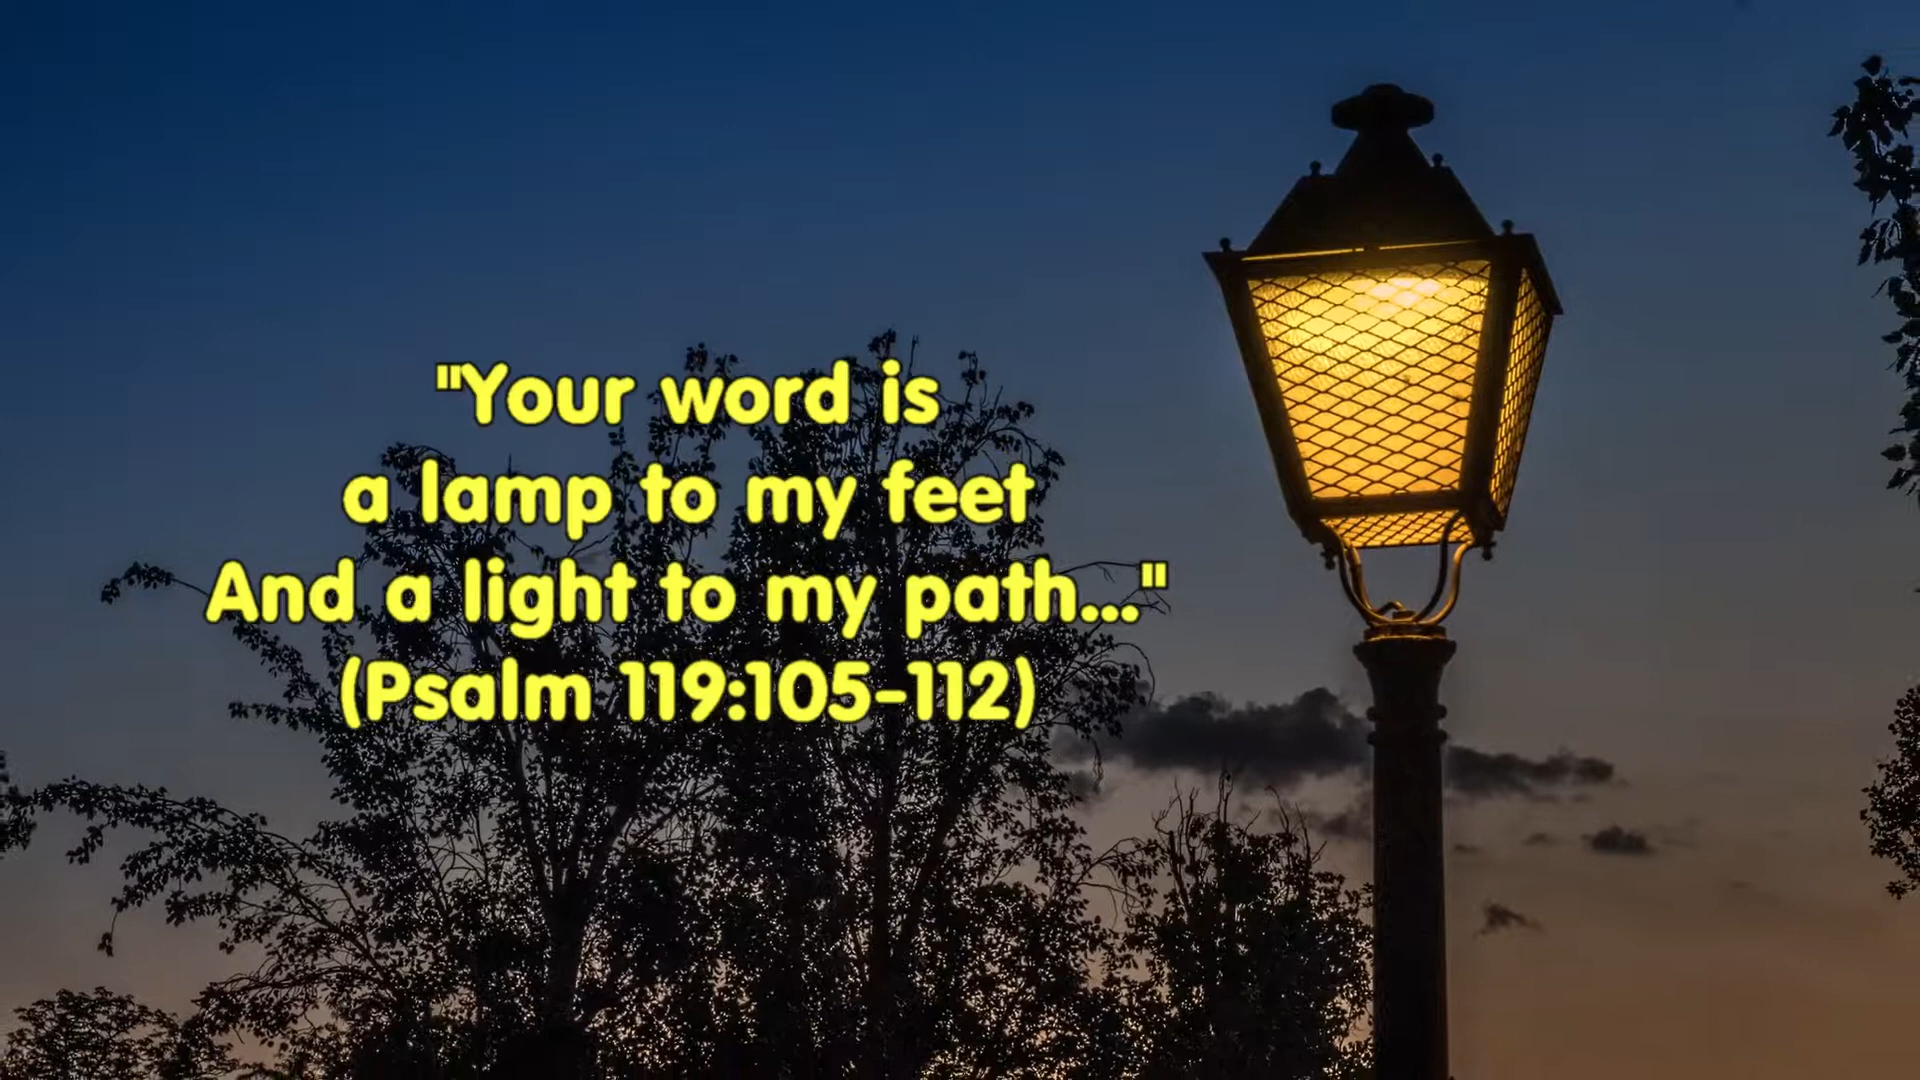 "Your word is
a lamp to my feet
And a light to my path..."
(Psalm 119:105-112)